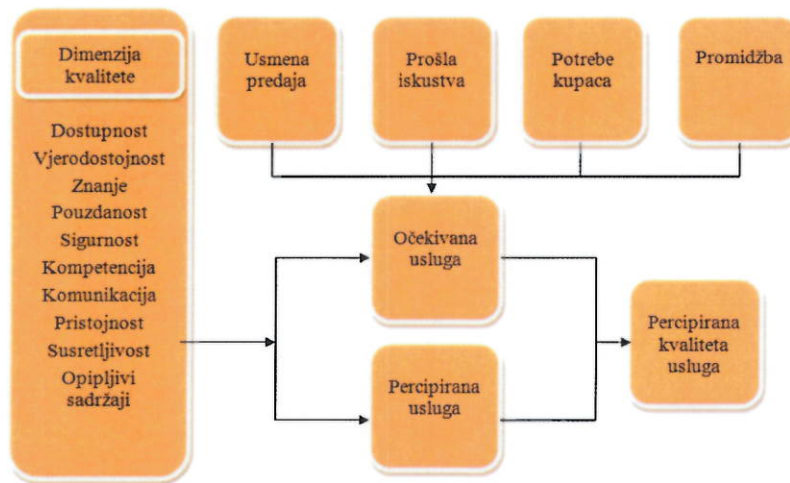 Dimenzija
kvalitete
Dostupnost
Vjerodostojnost
Znanje
Pouzdanost
Sigurnost
Kompetencija
Komunikacija
Pristojnost
Susretljivost
Opipljivi
sadržaji
Usmena
predaja
Prošla
iskustva
Potrebe
kupaca
Promidžba
Očekivana
usluga
Percipirana
usluga
Percipirana
kvaliteta
usluga